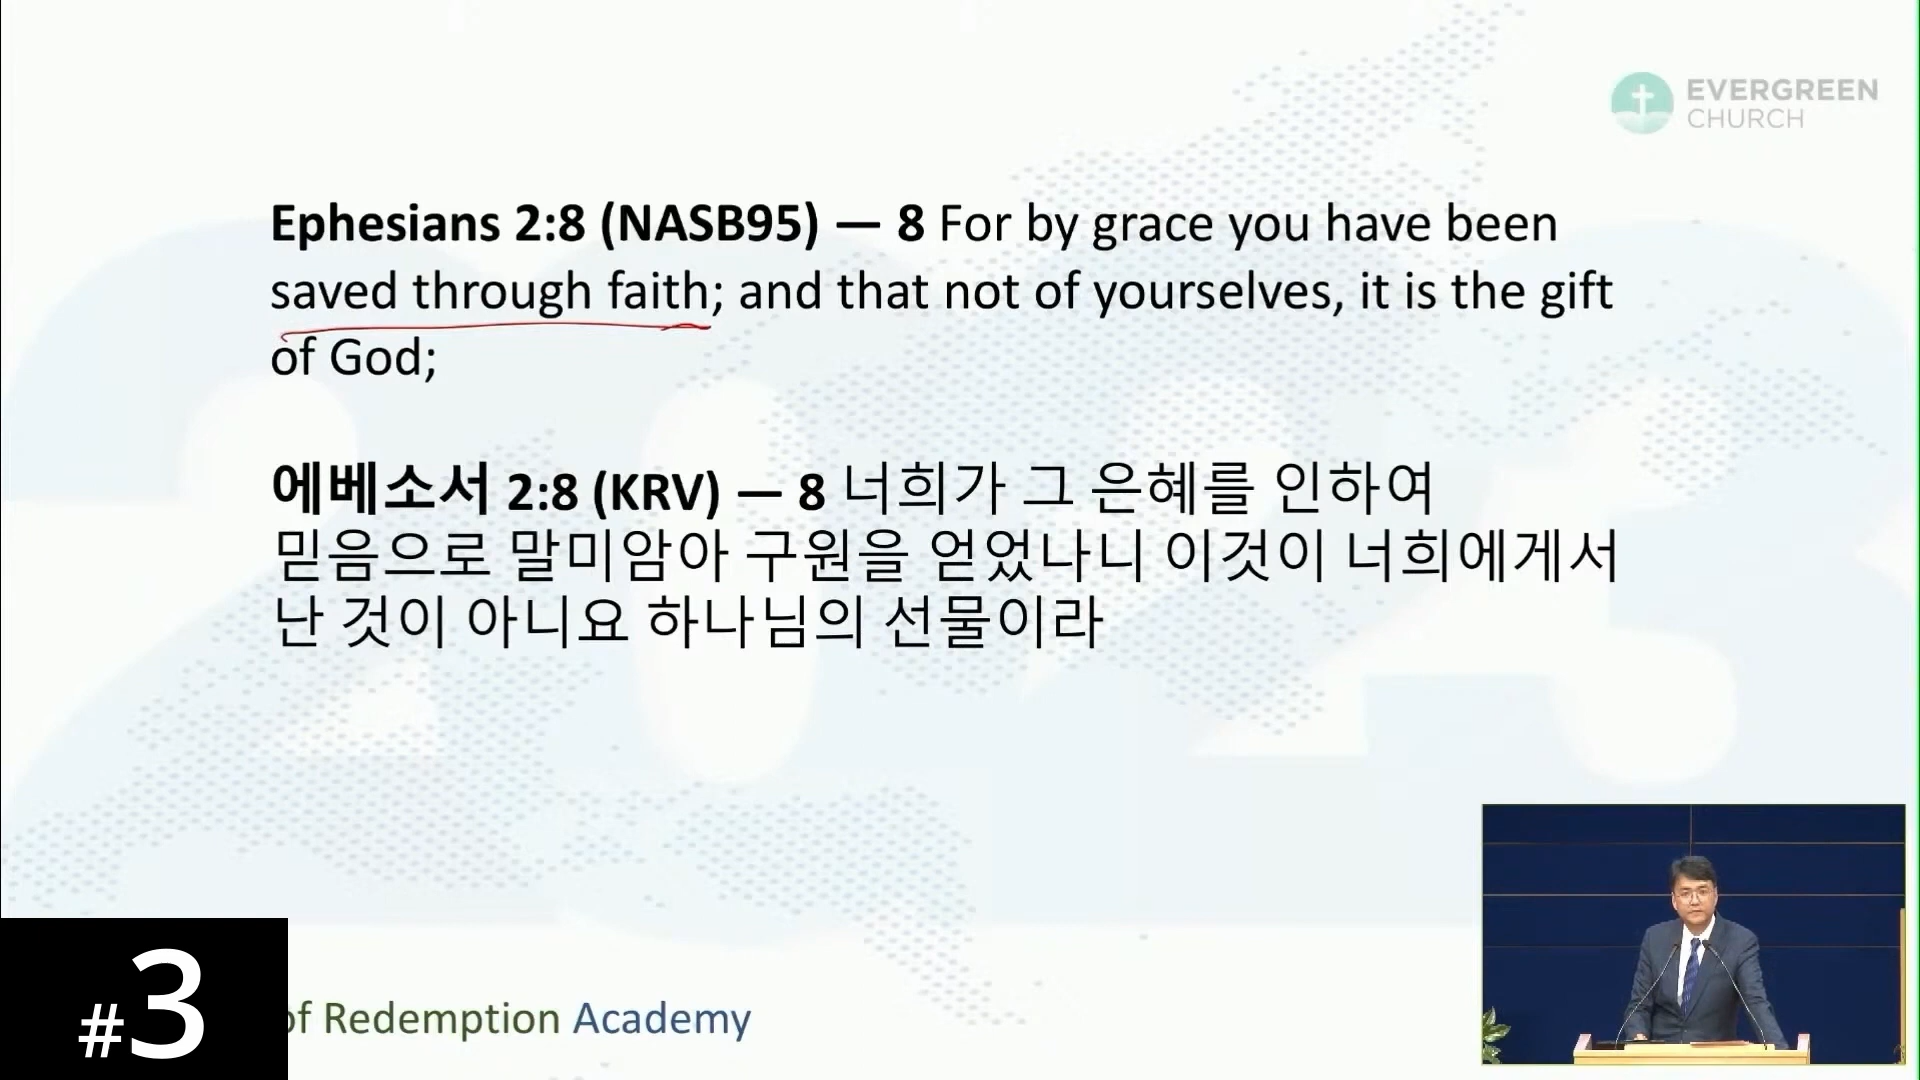 EVERGREEN
CHURCH
Ephesians 2:8 (NASB95) — 8 For by grace you have been
saved through faith; and that not of yourselves, it is the gift
of God;
에베소서 2:8 (KRV) — 8 너희가 그 은혜를 인하여
믿음으로 말미암아 구원을 얻었나니 이것이 너희에게서
난 것이 아니요 하나님의 선물이라
#3
of Redemption Academy